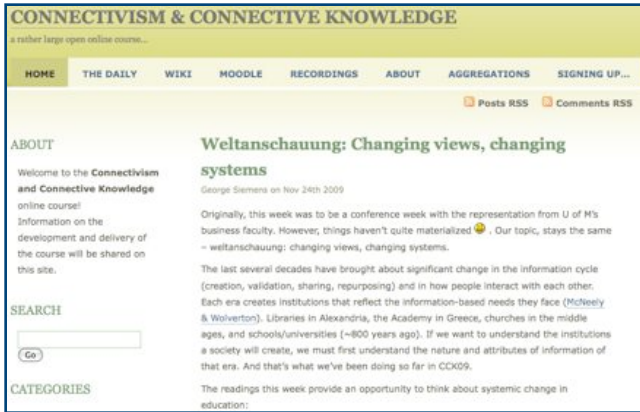 CONNECTIVISM & CONNECTIVE KNOWLEDGE
a rather large open online course...
HOME THE DAILY WIKI MOODLE RECORDINGS ABOUT AGGREGATIONS SIGNING UP...
Posts RSS Comments RSS
ABOUT
Welcome to the Connectivism
and Connective Knowledge
online course!
Information on the
development and delivery of
the course will be shared on
this site.
SEARCH
Go
CATEGORIES
Weltanschauung: Changing views, changing
systems
George Siemens on Nov 24th 2009
Originally, this week was to be a conference week with the representation from U of M's
business faculty. However, things haven't quite materialized . Our topic, stays the same
– weltanschauung: changing views, changing systems.
The last several decades have brought about significant change in the information cycle
(creation, validation, sharing, repurposing) and in how people interact with each other.
Each era creates institutions that reflect the information-based needs they face (McNeely
& Wolverton). Libraries in Alexandria, the Academy in Greece, churches in the middle
ages, and schools/universities (~800 years ago). If we want to understand the institutions
a society will create, we must first understand the nature and attributes of information of
that era. And that's what we've been doing so far in CCK09.
The readings this week provide an opportunity to think about systemic change in
education: